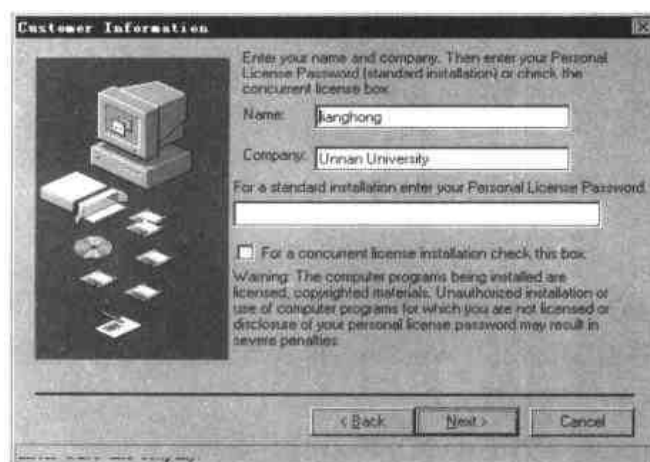 Customer Information
Enter your name and company. Then enter your Personal
License Password (standard installation) or check the
concurrent license box.
Name: lianghong
Company: Unnan University
For a standard installation enter your Personal License Password.
For a concurrent license installation check this box.
Warning: The computer programs being installed are
licensed, copyrighted materials. Unauthorized installation or
use of computer programs for which you are not licensed or
disclosure of your personal license password may result in
severe penalties.
< Back
Next >
Cancel